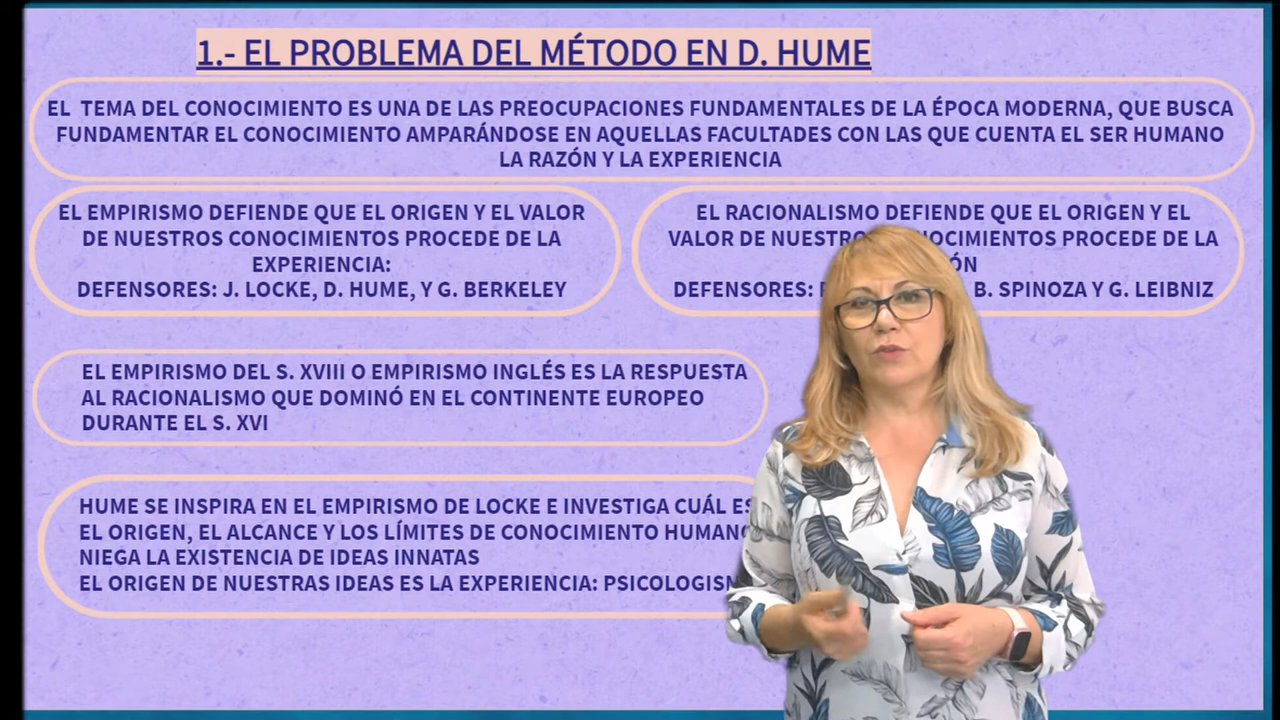 1.- EL PROBLEMA DEL MÉTODO EN D. HUME
EL TEMA DEL CONOCIMIENTO ES UNA DE LAS PREOCUPACIONES FUNDAMENTALES DE LA ÉPOCA MODERNA, QUE BUSCA
FUNDAMENTAR EL CONOCIMIENTO AMPARÁNDOSE EN AQUELLAS FACULTADES CON LAS QUE CUENTA EL SER HUMANO
LA RAZÓN Y LA EXPERIENCIA
EL EMPIRISMO DEFIENDE QUE EL ORIGEN Y EL VALOR
DE NUESTROS CONOCIMIENTOS PROCEDE DE LA
EXPERIENCIA:
DEFENSORES: J. LOCKE, D. HUME, Y G. BERKELEY
EL RACIONALISMO DEFIENDE QUE EL ORIGEN Y EL
VALOR DE PROCEDE DE LA
DEFENSORES: B. SPINOZA Y G. LEIBNIZ
EL EMPIRISMO DEL S. XVIII O EMPIRISMO INGLÉS ES LA RESPUESTA
AL RACIONALISMO QUE DOMINÓ EN EL CONTINENTE EUROPEO
DURANTE EL S. XVI
HUME SE INSPIRA EN EL EMPIRISMO DE LOCKE E INVESTIGA CUÁL ES
EL ORIGEN, EL ALCANCE Y LOS LÍMITES DE CONOCIMIENTO
NIEGA LA EXISTENCIA DE IDEAS INNATAS
EL ORIGEN DE NUESTRAS IDEAS ES LA EXPERIENCIA: